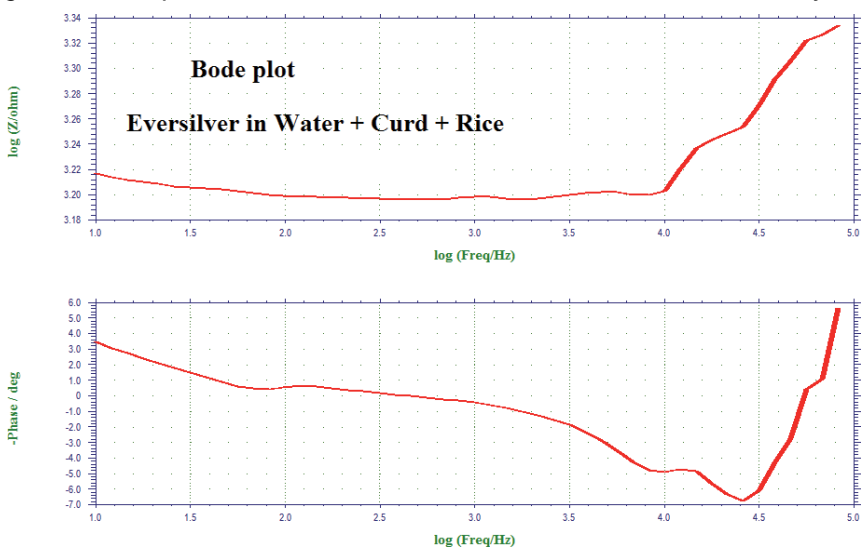 3.34
3.32
3.30
3.28
3.26
3.24
3.22
3.20
3.18
log (Z/ohm)
Bode plot
Eversilver in Water + Curd + Rice
1.0 1.5 2.0 2.5 3.0 3.5 4.0 4.5 5.0
log (Freq/Hz)
6.0
5.0
4.0
3.0
2.0
1.0
0
-1.0
-2.0
-3.0
-4.0
-5.0
-6.0
-7.0
-Phase / deg
1.0 1.5 2.0 2.5 3.0 3.5 4.0 4.5 5.0
log (Freq/Hz)